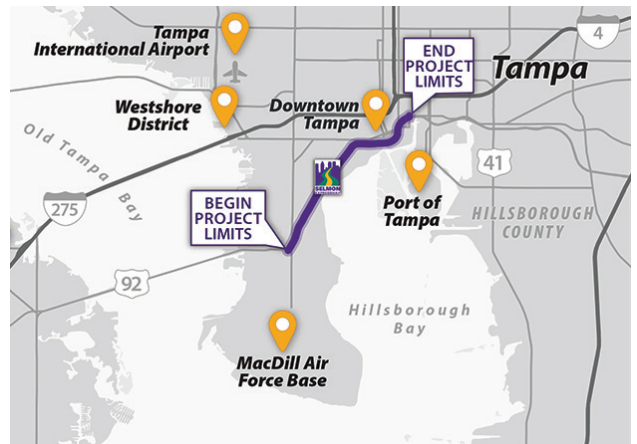 Tampa
International Airport
END
PROJECT
LIMITS
4
Tampa
Westshore
District
Downtown
Tampa
Old Tampa Bay
41
275
BEGIN
PROJECT
LIMITS
SELMON
Port of
Tampa
HILLSBOROUGH
COUNTY
92
Hillsborough
Bay
MacDill Air
Force Base